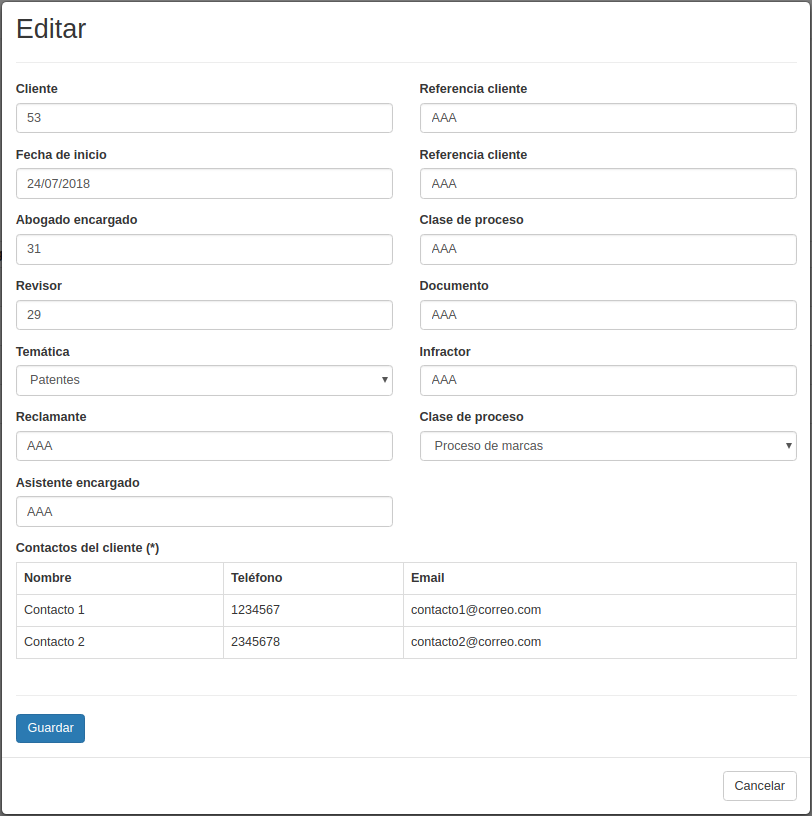 Editar
Cliente Referencia cliente
53 AAA
Fecha de inicio Referencia cliente
24/07/2018 AAA
Abogado encargado Clase de proceso
31 AAA
Revisor Documento
29 AAA
Temática Infractor
Patentes AAA
Reclamante Clase de proceso
AAA Proceso de marcas
Asistente encargado
AAA
Contactos del cliente (*)
Nombre Teléfono Email
Contacto 1 1234567 contacto1@correo.com
Contacto 2 2345678 contacto2@correo.com
Guardar
Cancelar